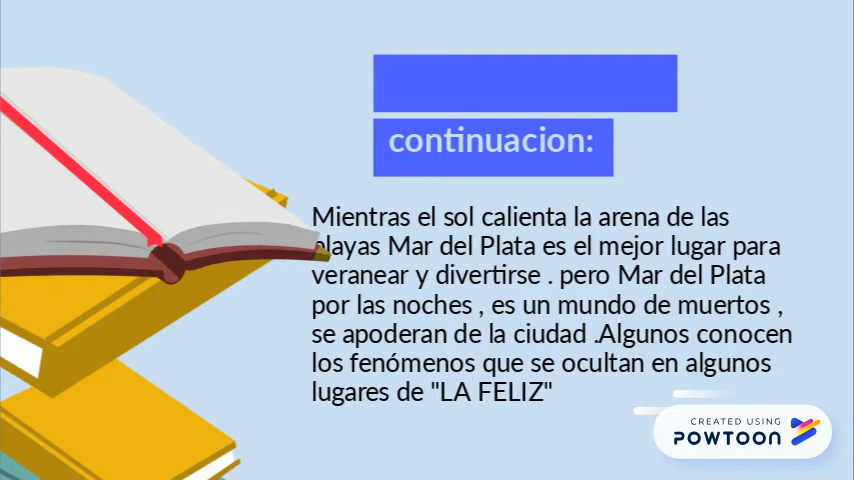 continuacion:
Mientras el sol calienta la arena de las
playas Mar del Plata es el mejor lugar para
veranear y divertirse . pero Mar del Plata
por las noches , es un mundo de muertos ,
se apoderan de la ciudad .Algunos conocen
los fenómenos que se ocultan en algunos
lugares de "LA FELIZ"
CREATED USING
POWTOON